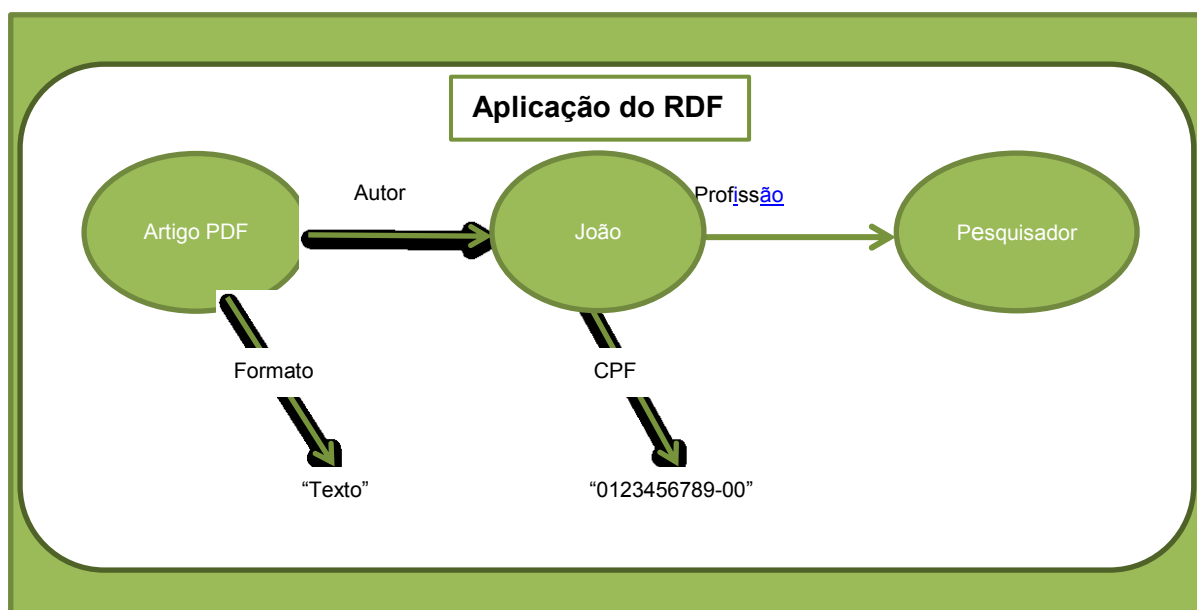 Aplicação do RDF
Autor
Profissão
Artigo PDF
João
Pesquisador
Formato
CPF
“Texto”
“0123456789-00”